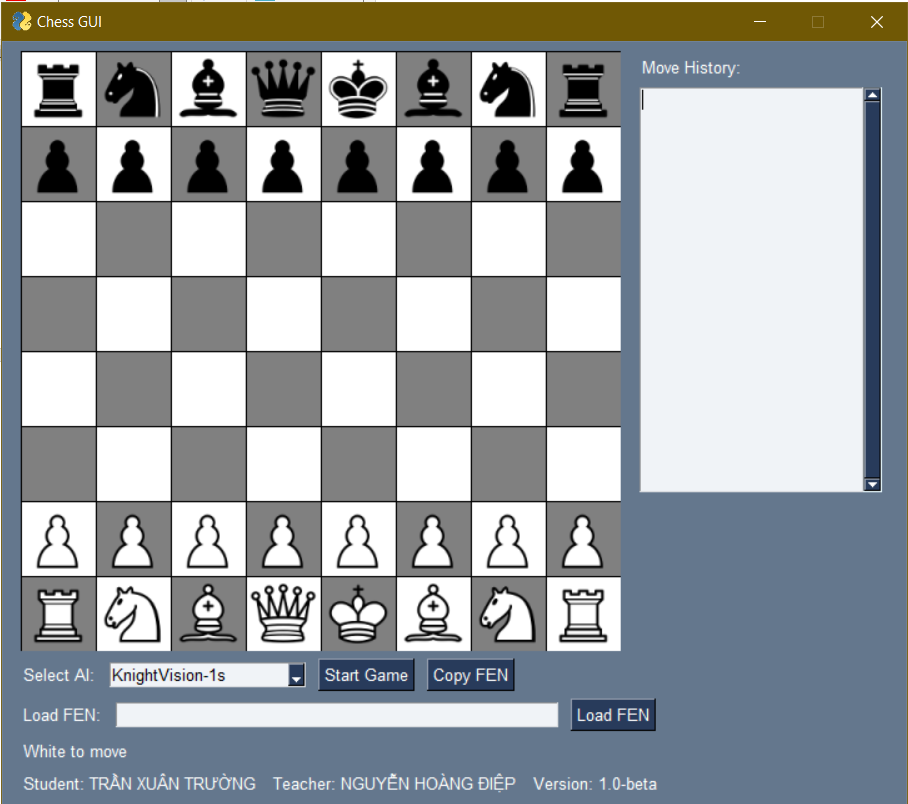 Chess GUI
Move History:
Select AI: KnightVision-1s Start Game Copy FEN
Load FEN: Load FEN
White to move
Student: TRẦN XUÂN TRƯỜNG Teacher: NGUYỄN HOÀNG ĐIỆP Version: 1.0-beta